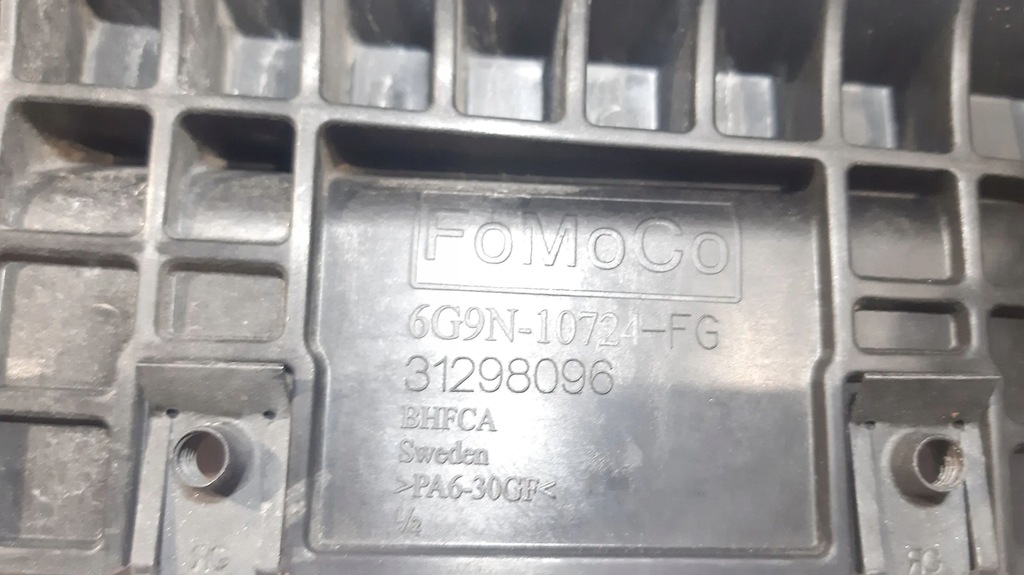 FoMoCo
6G9N-10724-FG
31298096
BHFCA
Sweden
>PA6-30GF<